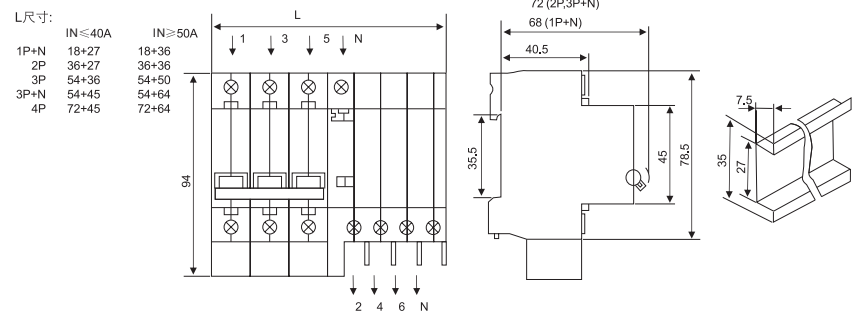 L尺寸:
IN≤40A IN≥50A
1P+N 18+27 18+36
2P 36+27 36+36
3P 54+36 54+50
3P+N 54+45 54+64
4P 72+45 72+64
L
1 3 5 N
94
2 4 6 N
72 (2P,3P+N)
68 (1P+N)
40.5
35.5
45
78.5
7.5
35
27